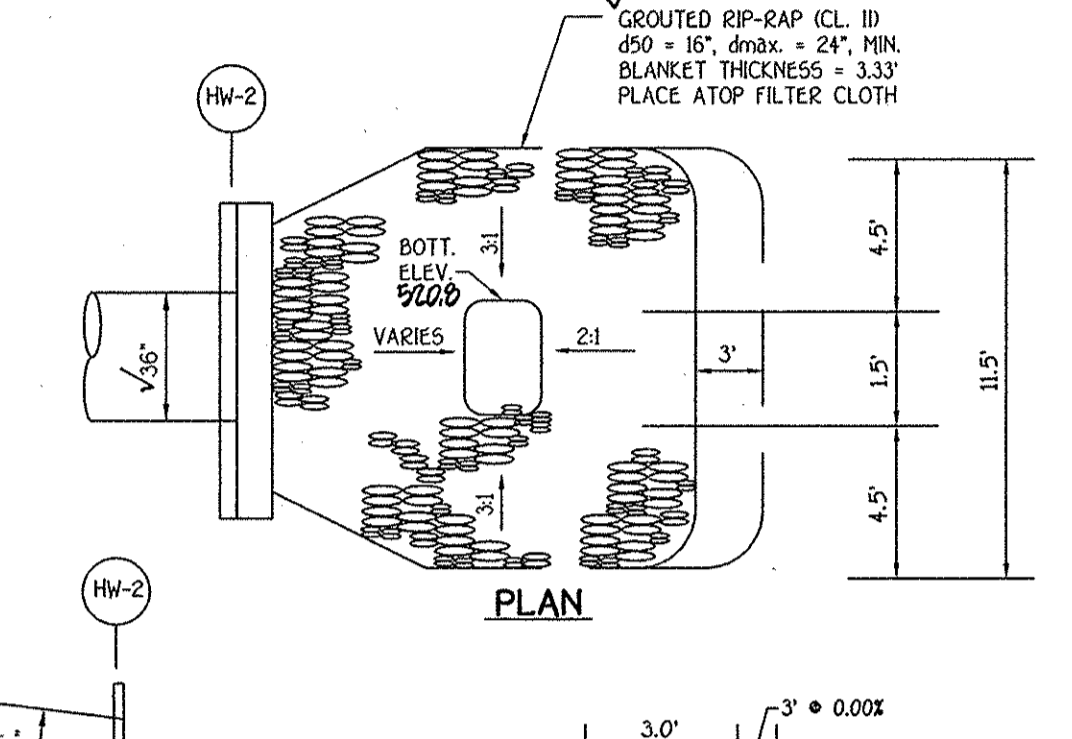 GROUTED RIP-RAP (CL. II)
d50 = 16", dmax. = 24", MIN.
BLANKET THICKNESS = 3.33'
PLACE ATOP FILTER CLOTH
HW-2
BOTT.
ELEV.
520.8
3:1
VARIES
2:1
3'
√36"
3:1
4.5'
1.5'
4.5'
11.5'
PLAN
HW-2
3.0'
3' @ 0.00%